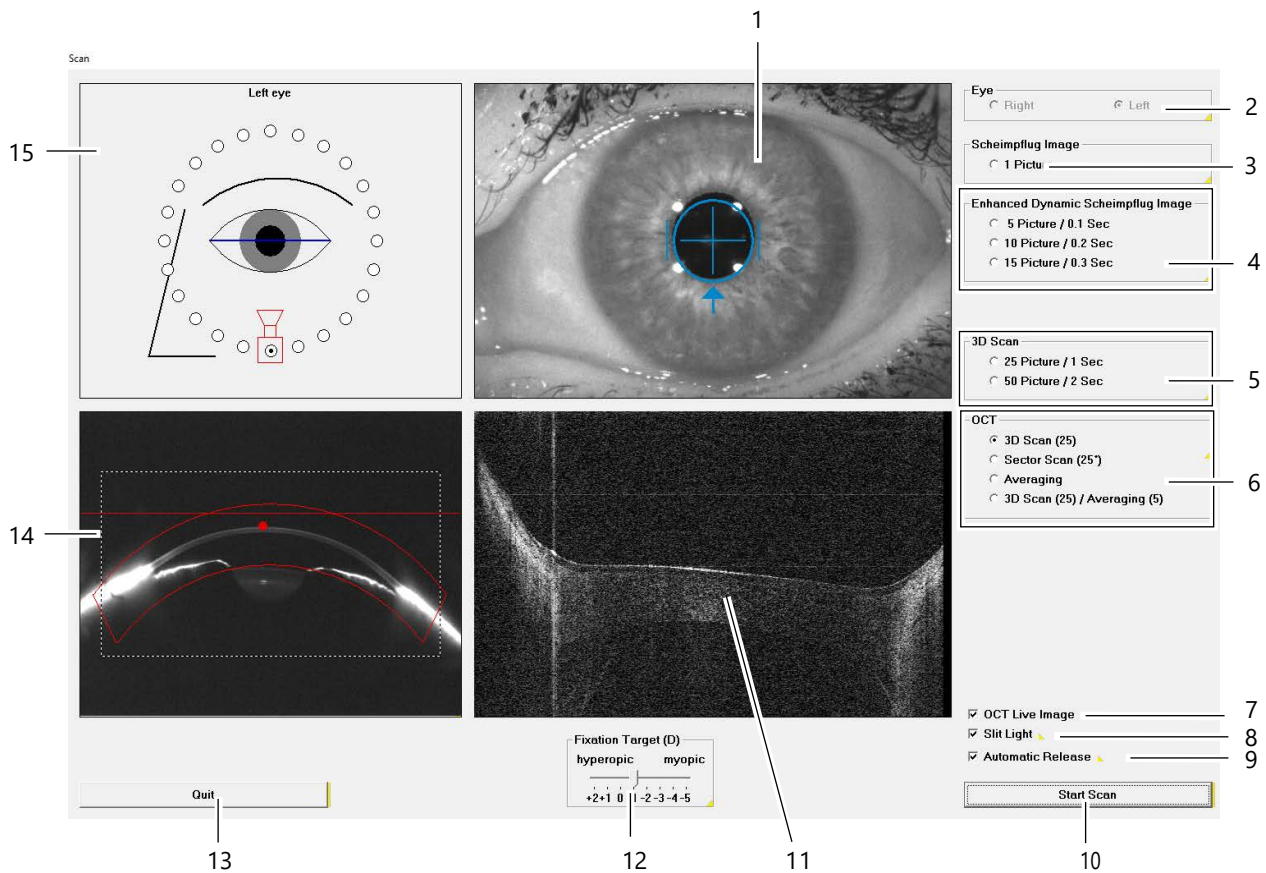 1
Scan
Left eye
15
Eye
Right
Left
2
Scheimpflug Image
1 Pictu
3
Enhanced Dynamic Scheimpflug Image
5 Picture / 0.1 Sec
10 Picture / 0.2 Sec
15 Picture / 0.3 Sec
4
3D Scan
25 Picture / 1 Sec
50 Picture / 2 Sec
5
OCT
3D Scan (25)
Sector Scan (25°)
Averaging
3D Scan (25) / Averaging (5)
6
14
OCT Live Image
7
Slit Light
8
Automatic Release
9
Fixation Target (D)
hyperopic myopic
+2 +1 0 -1 -2 -3 -4 -5
Quit
Start Scan
13
12
11
10